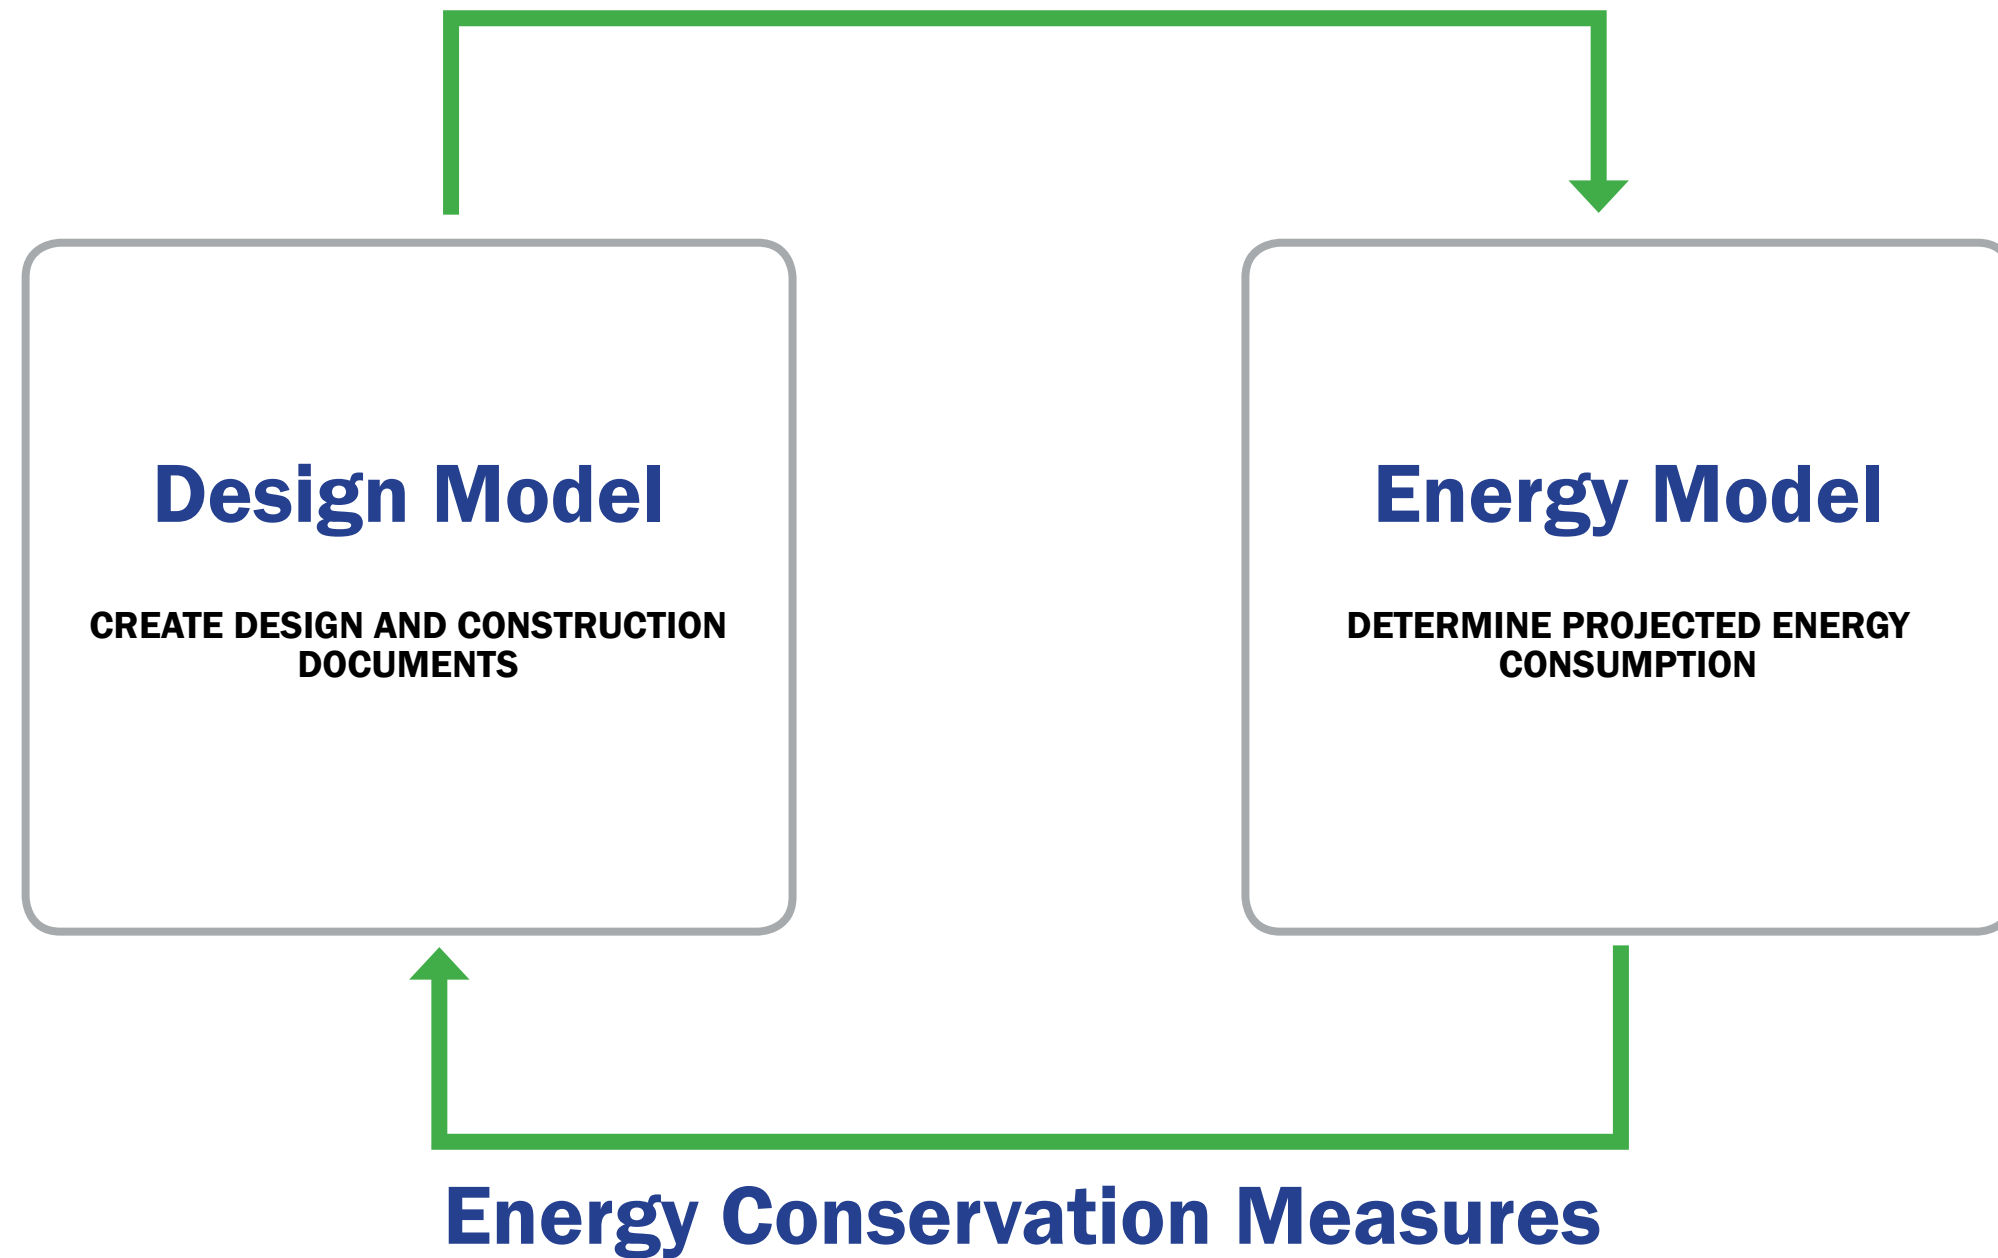 Design Model
CREATE DESIGN AND CONSTRUCTION
DOCUMENTS
Energy Model
DETERMINE PROJECTED ENERGY
CONSUMPTION
Energy Conservation Measures